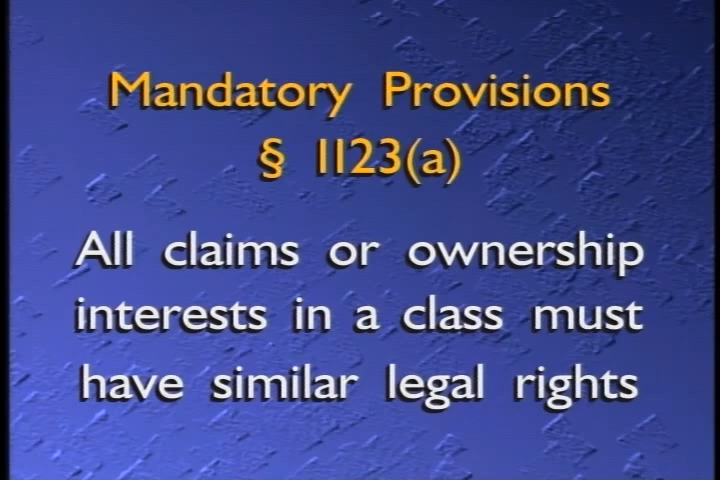 Mandatory Provisions
§ 1123(a)
All claims or ownership
interests in a class must
have similar legal rights